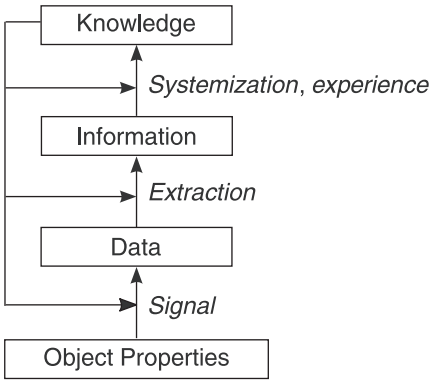 Knowledge
Systemization, experience
Information
Extraction
Data
Signal
Object Properties